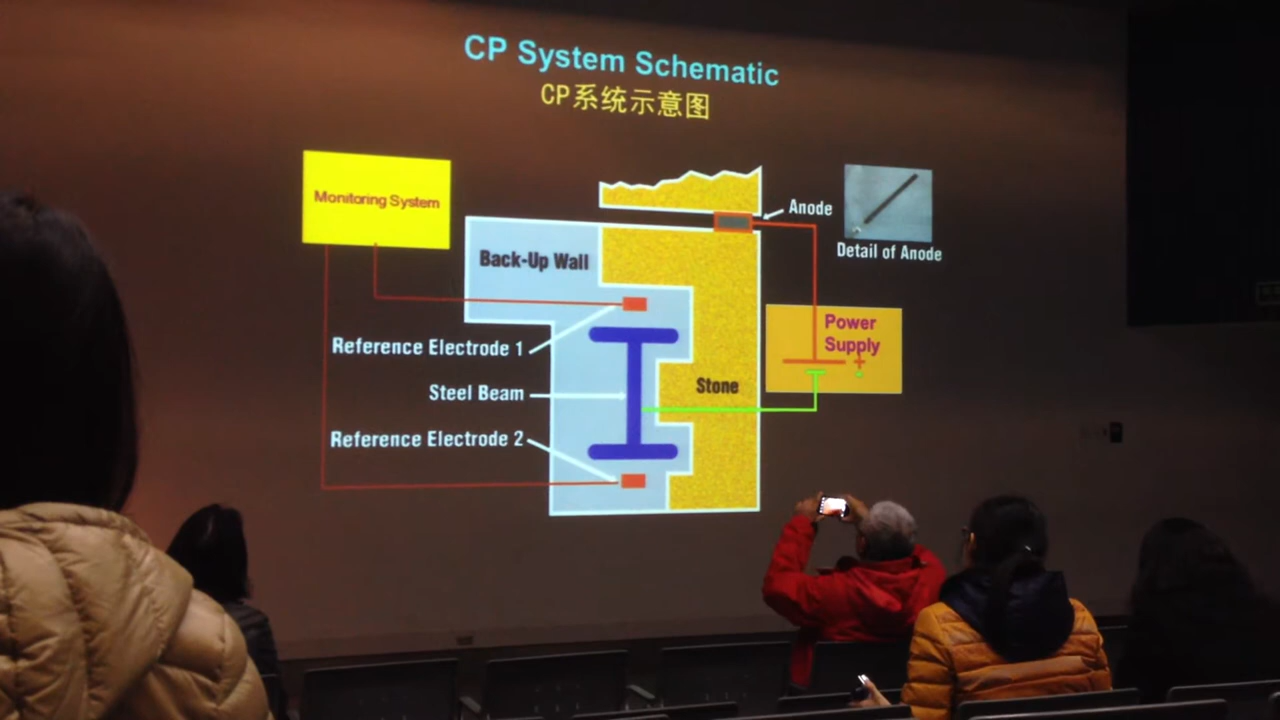 CP System Schematic
CP系统示意图
Monitoring System
Anode
Detail of Anode
Back-Up Wall
Power
Supply
+
-
Reference Electrode 1
Steel Beam
Stone
Reference Electrode 2